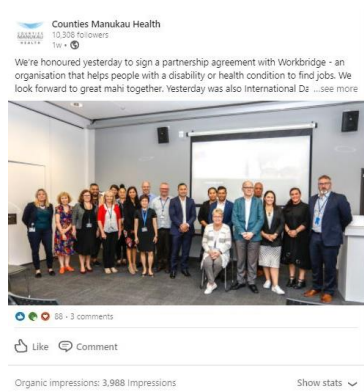 Counties Manukau Health
10,308 followers
1w •
We're honoured yesterday to sign a partnership agreement with Workbridge - an
organisation that helps people with a disability or health condition to find jobs. We
look forward to great mahi together. Yesterday was also International Da ...see more
88 • 3 comments
Like Comment
Organic impressions: 3,988 Impressions
Show stats